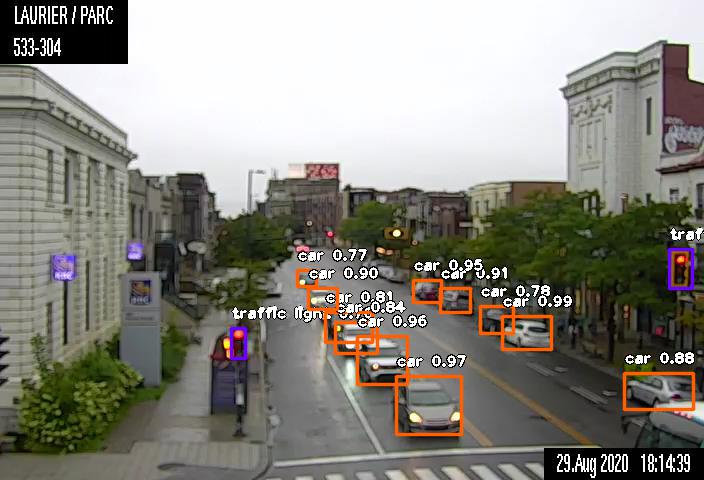 LAURIER / PARC
533-304
car 0.77
car 0.90
car 0.95
car 0.91
car 0.81
car 0.84
car 0.78
car 0.96
car 0.99
car 0.97
car 0.88
traf
traffic light
RBC
29.Aug 2020 18:14:39